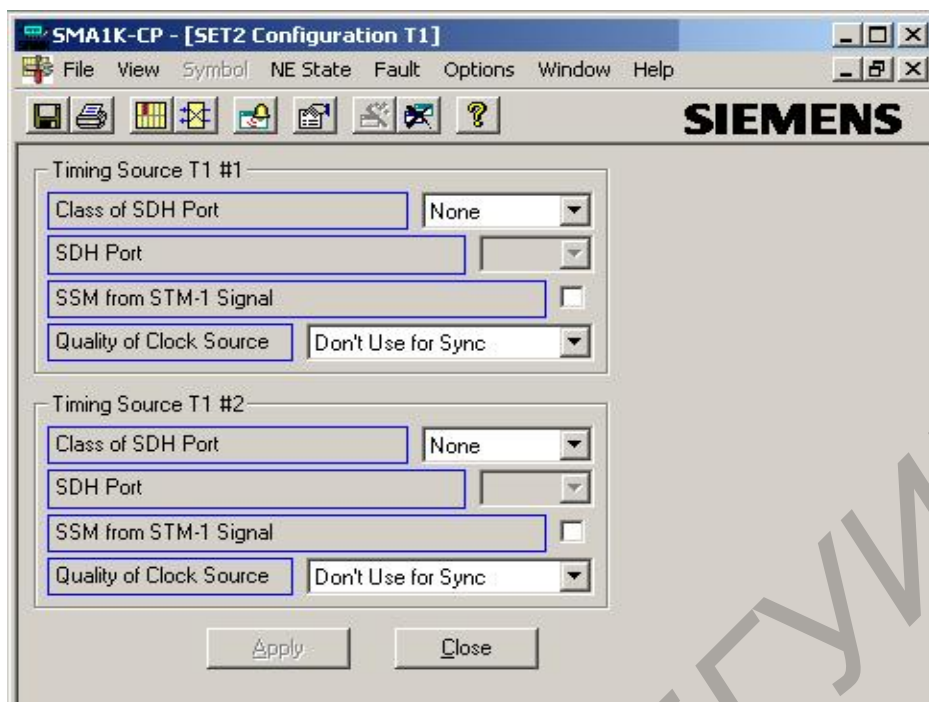 SMA1K-CP - [SET2 Configuration T1]
File View Symbol NE State Fault Options Window Help
SIEMENS
Timing Source T1 #1
Class of SDH Port None
SDH Port
SSM from STM-1 Signal
Quality of Clock Source Don't Use for Sync
Timing Source T1 #2
Class of SDH Port None
SDH Port
SSM from STM-1 Signal
Quality of Clock Source Don't Use for Sync
Apply Close